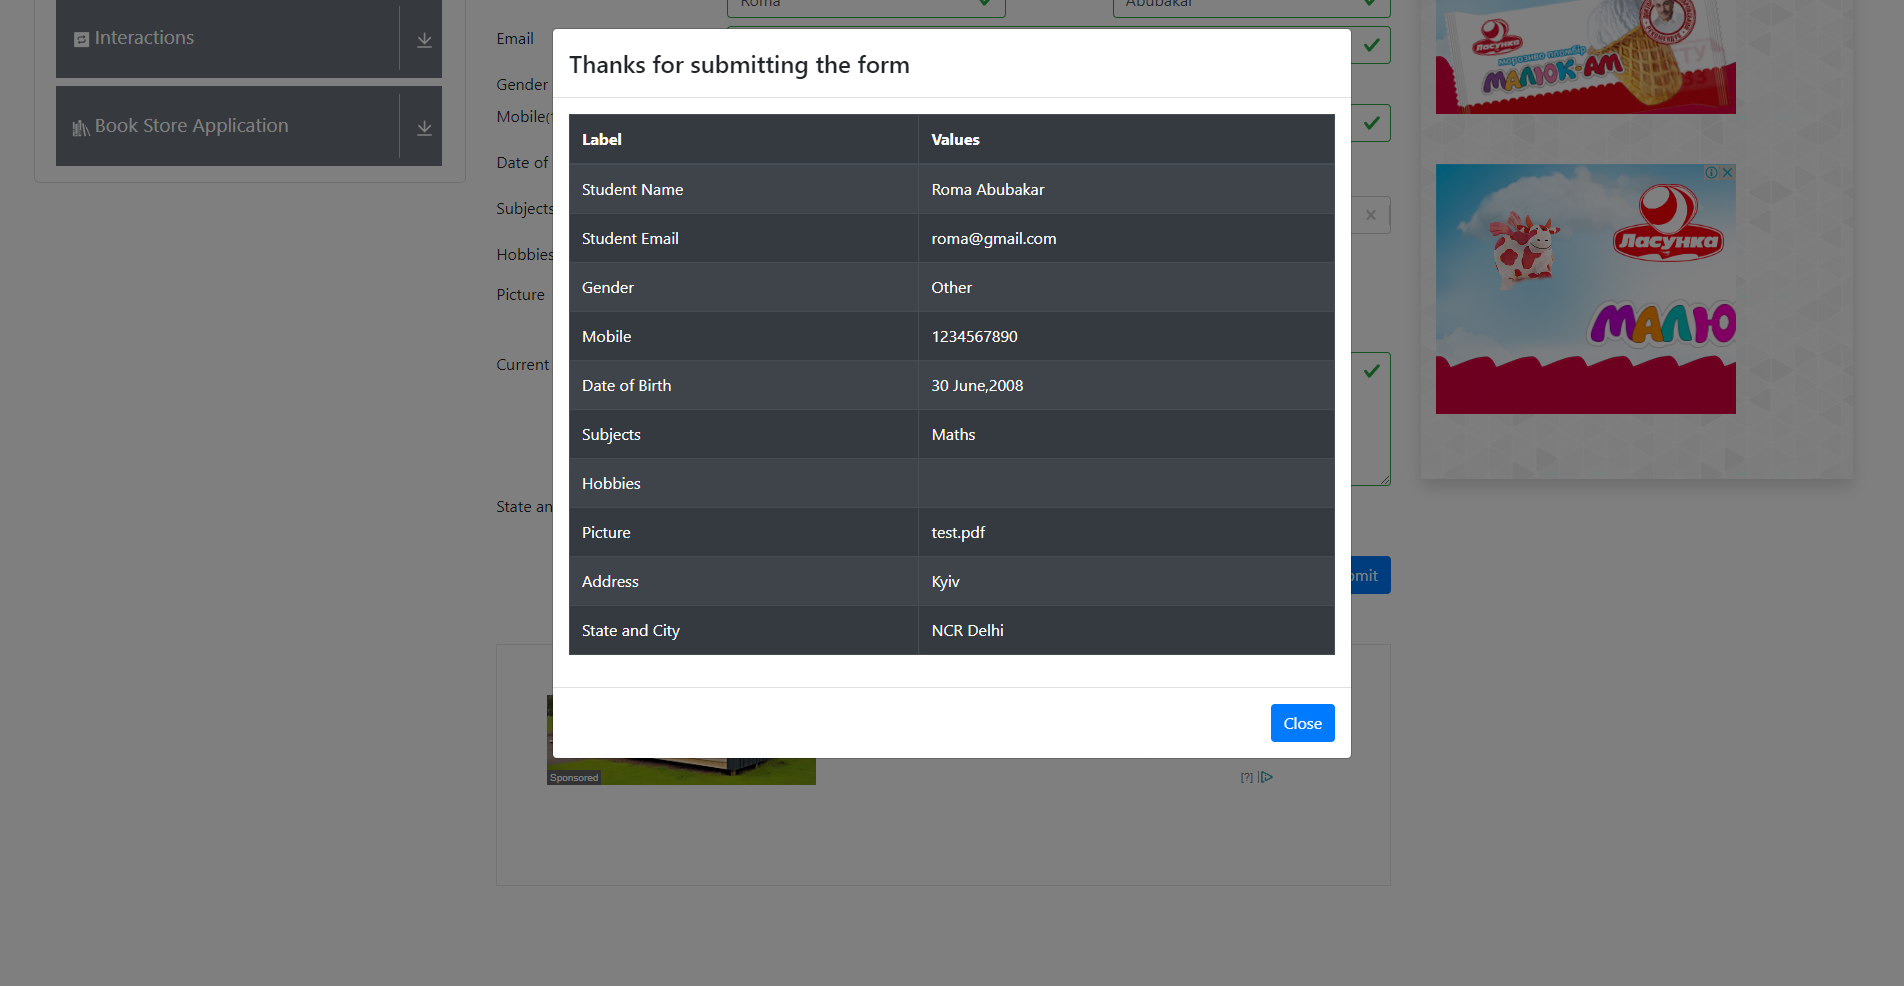 Roma
Abubakar
Interactions
Email
Thanks for submitting the form
Gender
Mobile(
Book Store Application
Date of
Subjects
Hobbies
Picture
Current
State an
Label Values
Student Name Roma Abubakar
Student Email roma@gmail.com
Gender Other
Mobile 1234567890
Date of Birth 30 June,2008
Subjects Maths
Hobbies
Picture test.pdf
Address Kyiv
State and City NCR Delhi
Close
omit
Sponsored
[?]
Ласунка
морозиво пломбір
МАЛЮК-АМ
Ласунка
МАЛЮ